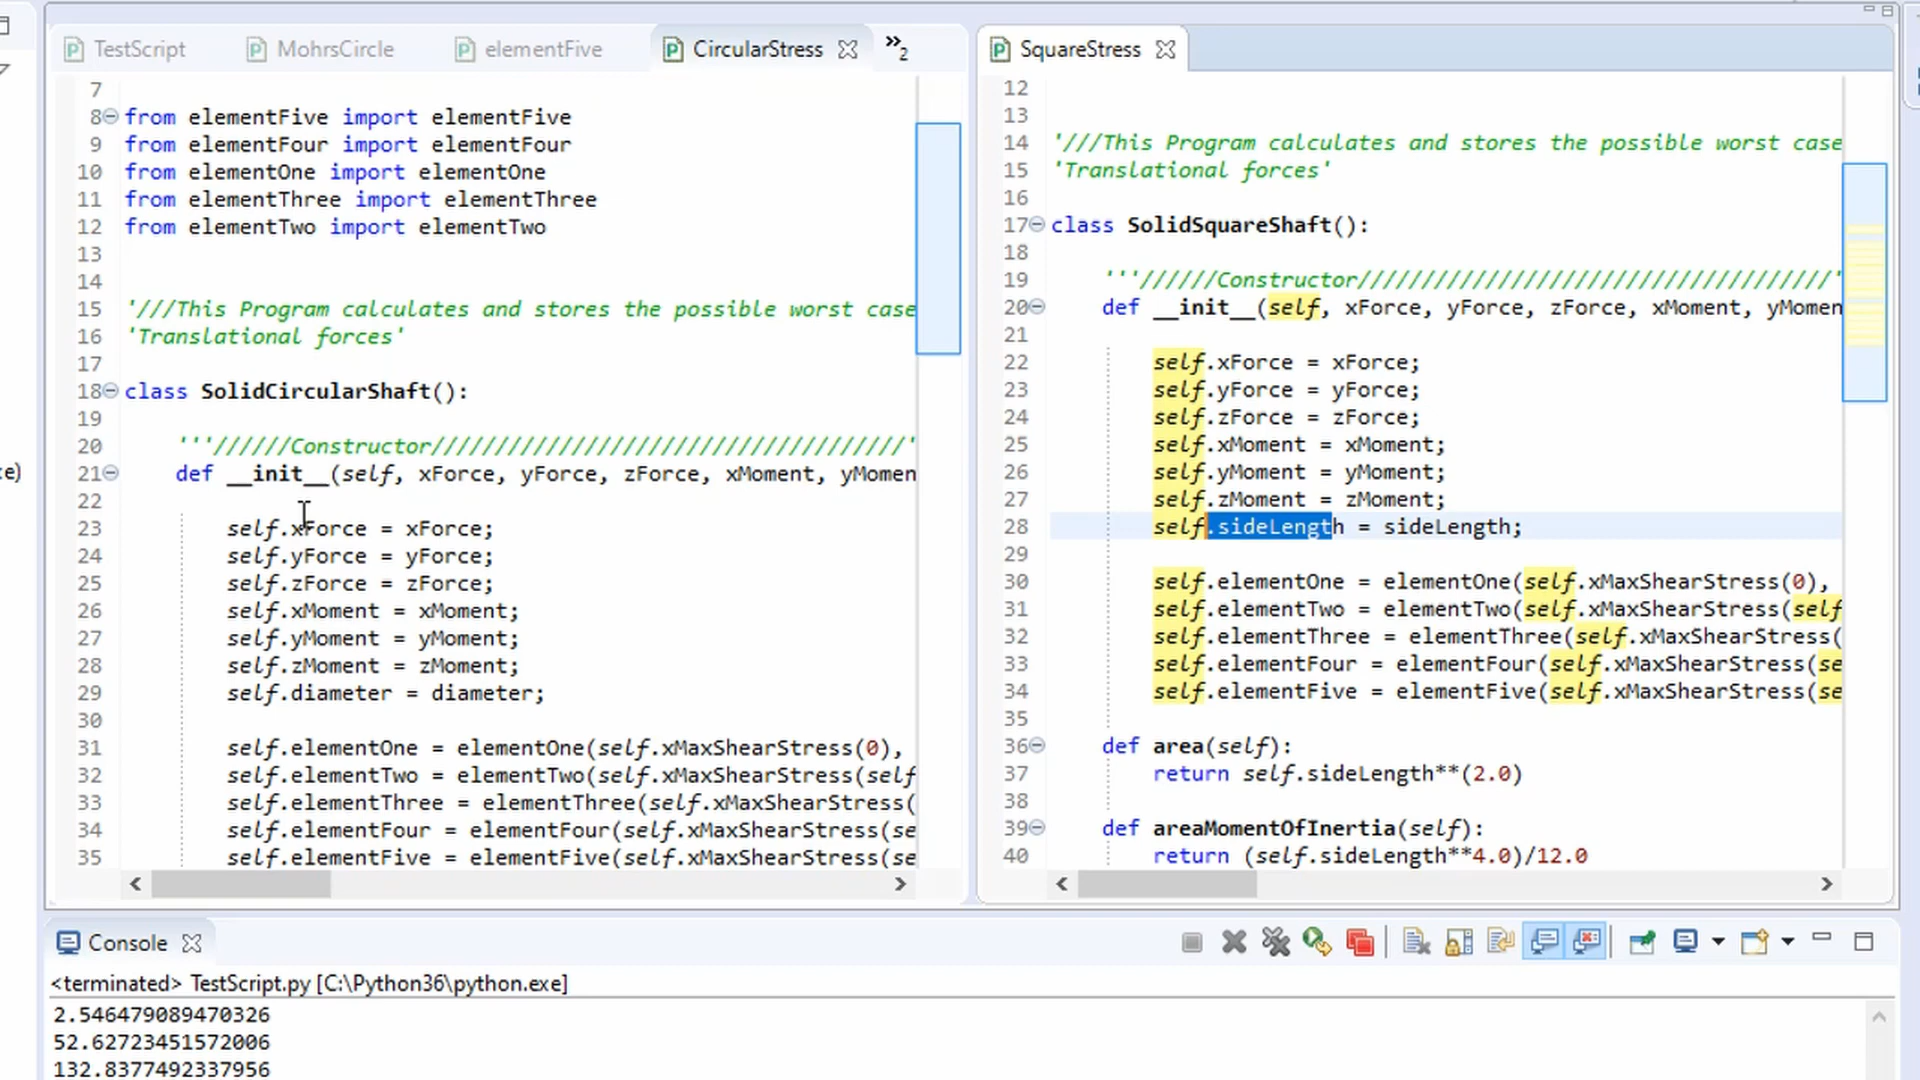 TestScript MohrsCircle elementFive CircularStress »2
7
8 from elementFive import elementFive
9 from elementFour import elementFour
10 from elementOne import elementOne
11 from elementThree import elementThree
12 from elementTwo import elementTwo
13
14
15 '///This Program calculates and stores the possible worst case
16 'Translational forces'
17
18 class SolidCircularShaft():
19
20 '''//////Constructor/////////////////////////////////////'
21 def __init__(self, xForce, yForce, zForce, xMoment, yMomen
22
23 self.xForce = xForce;
24 self.yForce = yForce;
25 self.zForce = zForce;
26 self.xMoment = xMoment;
27 self.yMoment = yMoment;
28 self.zMoment = zMoment;
29 self.diameter = diameter;
30
31 self.elementOne = elementOne(self.xMaxShearStress(0),
32 self.elementTwo = elementTwo(self.xMaxShearStress(self
33 self.elementThree = elementThree(self.xMaxShearStress(
34 self.elementFour = elementFour(self.xMaxShearStress(se
35 self.elementFive = elementFive(self.xMaxShearStress(se
SquareStress
12
13
14 '///This Program calculates and stores the possible worst case
15 'Translational forces'
16
17 class SolidSquareShaft():
18
19 '''//////Constructor/////////////////////////////////////'
20 def __init__(self, xForce, yForce, zForce, xMoment, yMomen
21
22 self.xForce = xForce;
23 self.yForce = yForce;
24 self.zForce = zForce;
25 self.xMoment = xMoment;
26 self.yMoment = yMoment;
27 self.zMoment = zMoment;
28 self.sideLength = sideLength;
29
30 self.elementOne = elementOne(self.xMaxShearStress(0),
31 self.elementTwo = elementTwo(self.xMaxShearStress(self
32 self.elementThree = elementThree(self.xMaxShearStress(
33 self.elementFour = elementFour(self.xMaxShearStress(se
34 self.elementFive = elementFive(self.xMaxShearStress(se
35
36 def area(self):
37 return self.sideLength**(2.0)
38
39 def areaMomentOfInertia(self):
40 return (self.sideLength**4.0)/12.0
ce)
Console
<terminated> TestScript.py [C:\Python36\python.exe]
2.546479089470326
52.62723451572006
132.8377492337956